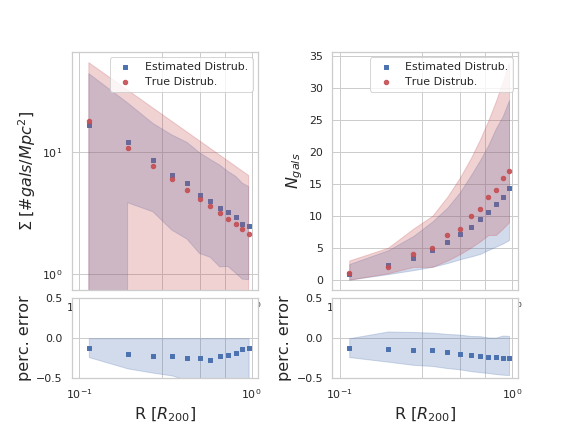 Estimated Distrub.
True Distrub.
Σ [#gals/Mpc²]
10¹
10⁰
perc. error
0.5
0.0
−0.5
10⁻¹
10⁰
R [R₂₀₀]
Estimated Distrub.
True Distrub.
N_gals
35
30
25
20
15
10
5
0
perc. error
0.5
0.0
−0.5
10⁻¹
10⁰
R [R₂₀₀]